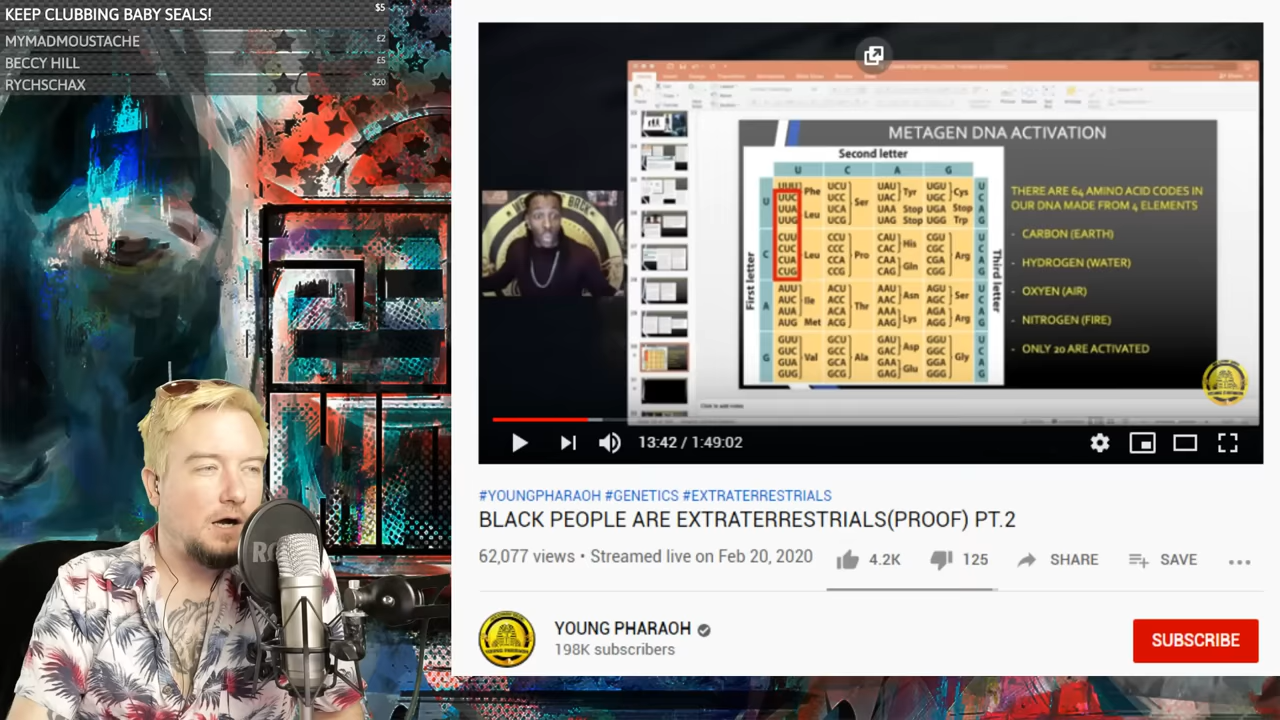 KEEP CLUBBING BABY SEALS! $5
MYMADMOUSTACHE £2
BECCY HILL £5
RYCHSCHAX $20
METAGEN DNA ACTIVATION
Second letter
U C A G
First letter
Third letter
U
UUU
UUC
UUA
UUG
Phe
Leu
UCU
UCC
UCA
UCG
Ser
UAU
UAC
UAA Stop
UAG Stop
Tyr
UGU
UGC
UGA Stop
UGG Trp
Cys
U
C
A
G
C
CUU
CUC
CUA
CUG
Leu
CCU
CCC
CCA
CCG
Pro
CAU
CAC
CAA
CAG
His
Gln
CGU
CGC
CGA
CGG
Arg
U
C
A
G
A
AUU
AUC
AUA
AUG Met
Ile
ACU
ACC
ACA
ACG
Thr
AAU
AAC
AAA
AAG
Asn
Lys
AGU
AGC
AGA
AGG
Ser
Arg
U
C
A
G
G
GUU
GUC
GUA
GUG
Val
GCU
GCC
GCA
GCG
Ala
GAU
GAC
GAA
GAG
Asp
Glu
GGU
GGC
GGA
GGG
Gly
U
C
A
G
THERE ARE 64 AMINO ACID CODES IN
OUR DNA MADE FROM 4 ELEMENTS
- CARBON (EARTH)
- HYDROGEN (WATER)
- OXYEN (AIR)
- NITROGEN (FIRE)
- ONLY 20 ARE ACTIVATED
Click to add notes
13:42 / 1:49:02
#YOUNGPHARAOH #GENETICS #EXTRATERRESTRIALS
BLACK PEOPLE ARE EXTRATERRESTRIALS(PROOF) PT.2
62,077 views • Streamed live on Feb 20, 2020 4.2K 125 SHARE SAVE
YOUNG PHARAOH
198K subscribers
SUBSCRIBE